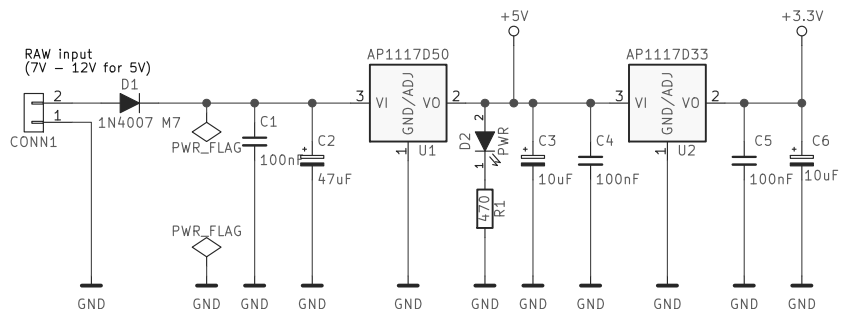 +5V
+3.3V
RAW input
(7V – 12V for 5V)
AP1117D50
AP1117D33
D1
2
1
CONN1
1N4007 M7
PWR_FLAG
C1
100nF
C2
+
47uF
3
VI
GND/ADJ
VO
2
1
U1
2
D2
PWR
1
470
R1
C3
+
10uF
C4
100nF
3
VI
GND/ADJ
VO
2
1
U2
C5
100nF
C6
+
10uF
PWR_FLAG
GND
GND
GND
GND
GND
GND
GND
GND
GND
GND
GND